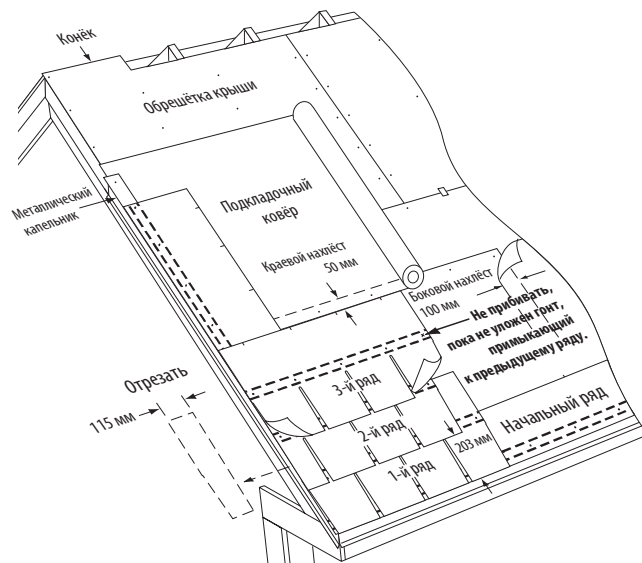 Конёк
Обрешётка крыши
Металлический
капельник
Подкладочный
ковёр
Краевой нахлёст
50 мм
Боковой нахлёст
100 мм
Не прибивать,
пока не уложен гонт,
примыкающий
к предыдущему ряду.
Отрезать
115 мм
3-й ряд
2-й ряд
1-й ряд
203 мм
Начальный ряд